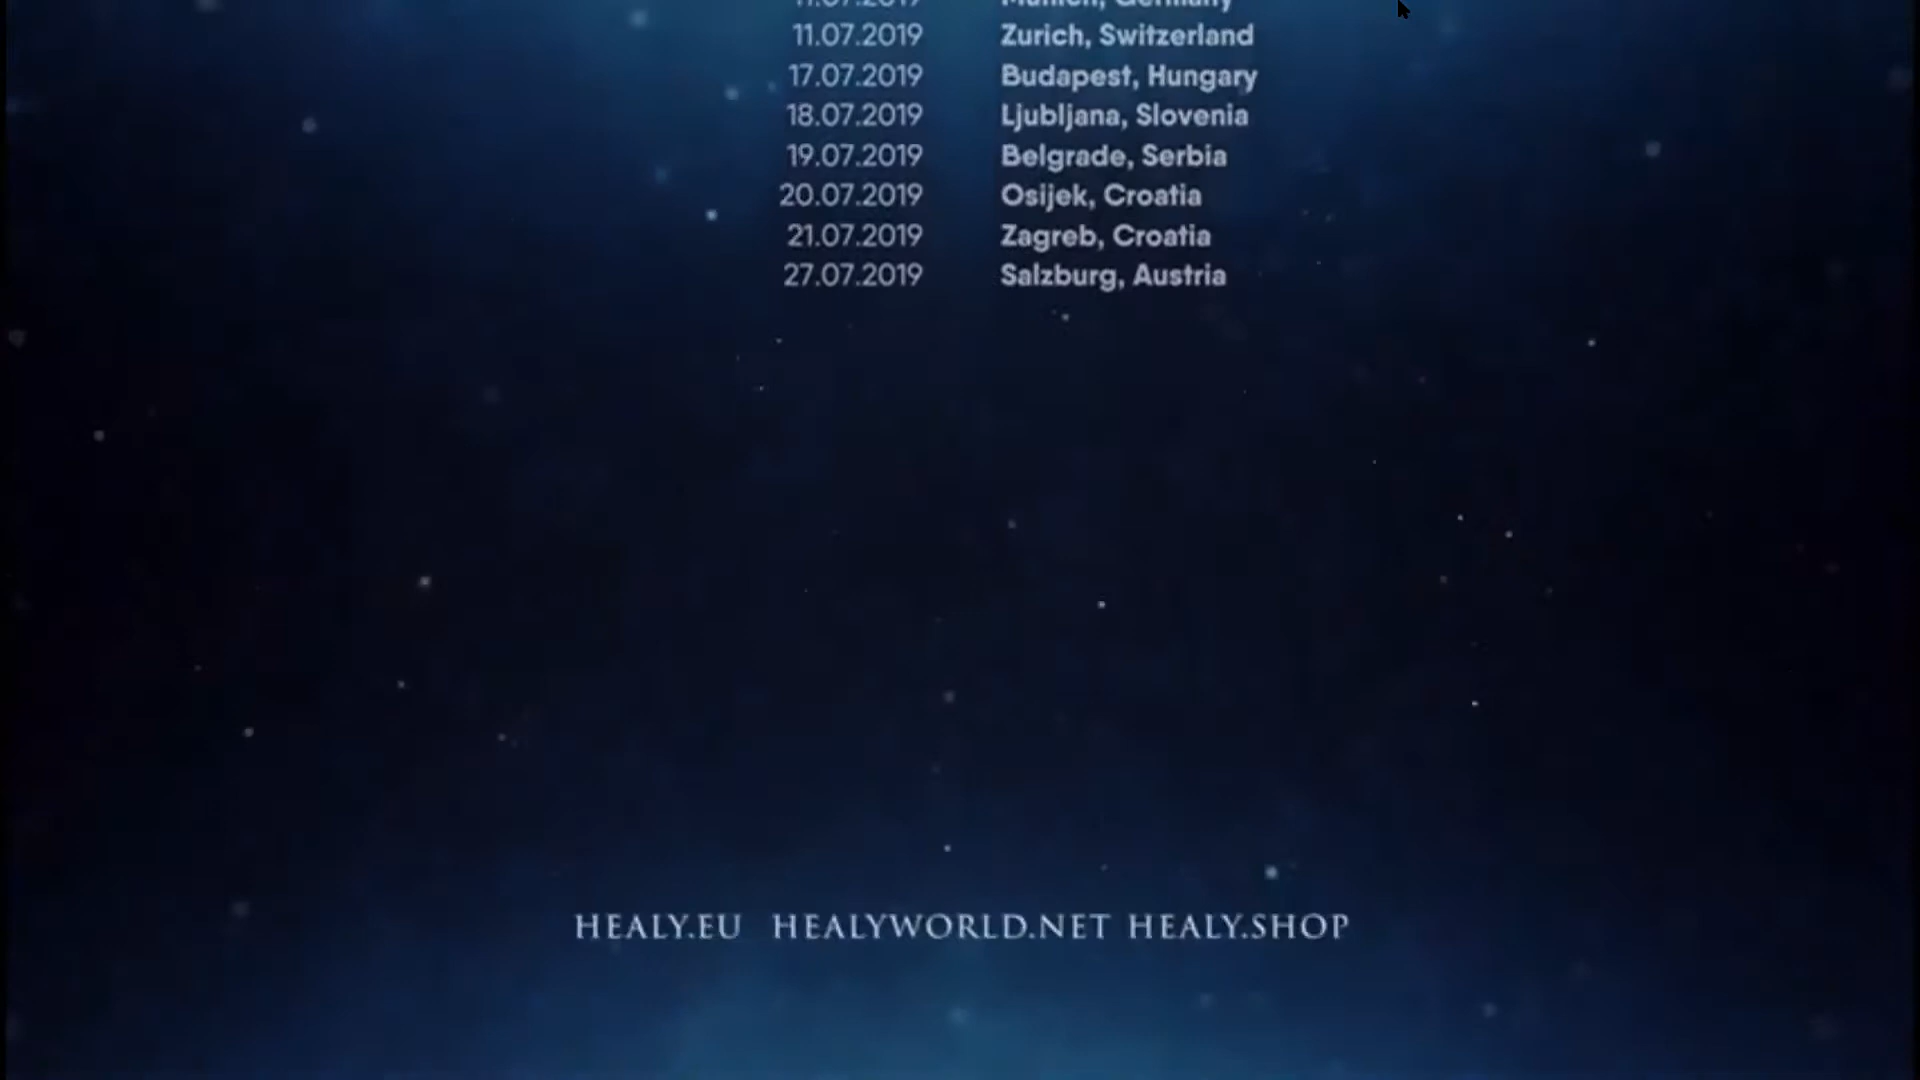 Munich, Germany
11.07.2019 Zurich, Switzerland
17.07.2019 Budapest, Hungary
18.07.2019 Ljubljana, Slovenia
19.07.2019 Belgrade, Serbia
20.07.2019 Osijek, Croatia
21.07.2019 Zagreb, Croatia
27.07.2019 Salzburg, Austria
HEALY.EU HEALYWORLD.NET HEALY.SHOP